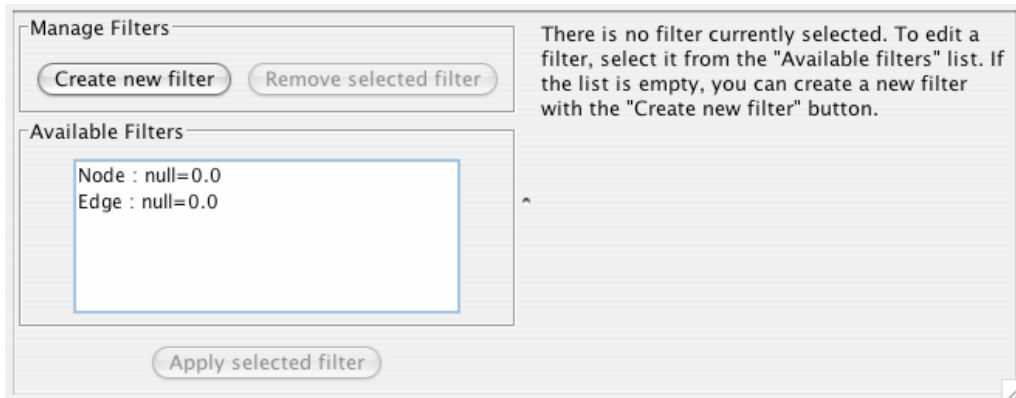 Manage Filters
Create new filter
Remove selected filter
Available Filters
Node : null=0.0
Edge : null=0.0
Apply selected filter
There is no filter currently selected. To edit a
filter, select it from the "Available filters" list. If
the list is empty, you can create a new filter
with the "Create new filter" button.